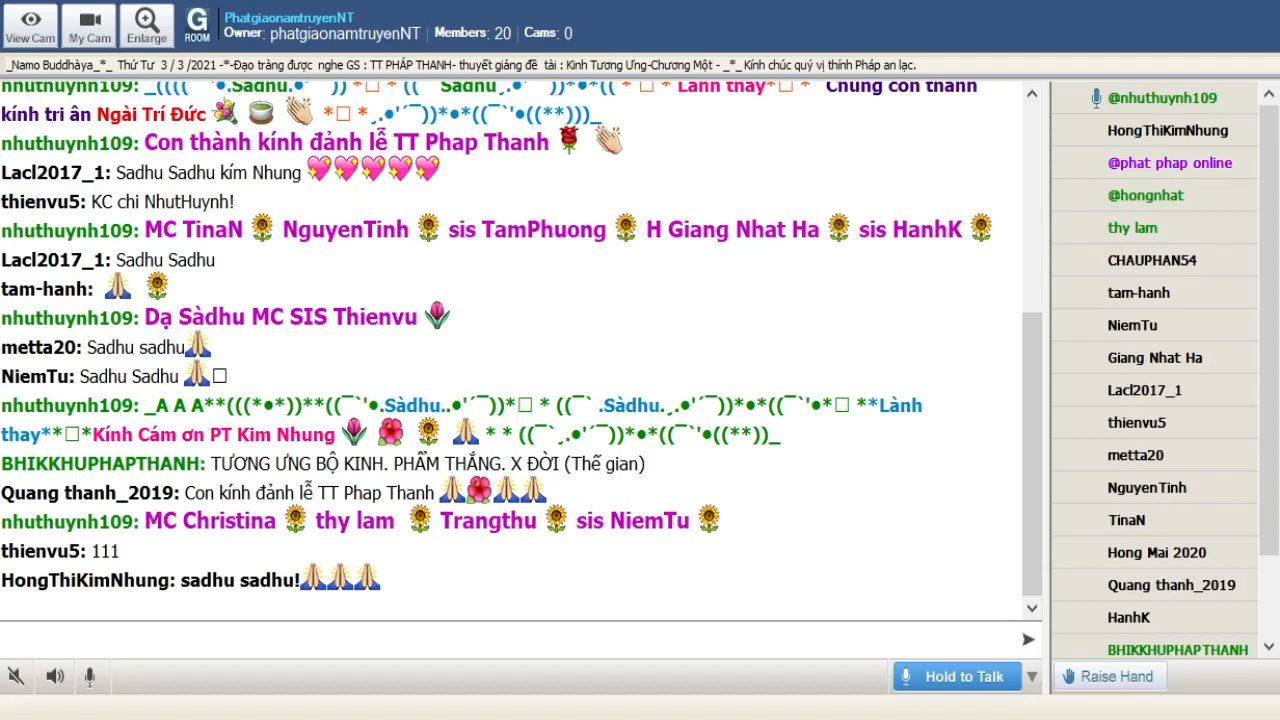 PhatgiaonamtruyenNT
Owner: phatgiaonamtruyenNT | Members: 20 | Cams: 0
View Cam My Cam Enlarge G ROOM
_Namo Buddhàya_*_ Thứ Tư 3 / 3 /2021 -*-Đạo tràng được nghe GS : TT PHÁP THANH- thuyết giảng đề tài : Kinh Tương Ưng-Chương Một - _*_ Kính chúc quý vị thính Pháp an lạc.
nhuthuynh109: _(((( ¯`•.Sadhu.•´¯)) *□ * ((¯` Sadhu¸.•'´¯))*•*(( *□ * Lành thay*□ * Chúng con thành
kính tri ân Ngài Trí Đức 💐 🍵 👏 *□ *¸.•'´¯))*•*((¯`'•((**)))_
nhuthuynh109: Con thành kính đảnh lễ TT Phap Thanh 🌹 👏
Lacl2017_1: Sadhu Sadhu kím Nhung 💖💖💖💖💖
thienvu5: KC chi NhutHuynh!
nhuthuynh109: MC TinaN 🌻 NguyenTinh 🌻 sis TamPhuong 🌻 H Giang Nhat Ha 🌻 sis HanhK 🌻
Lacl2017_1: Sadhu Sadhu
tam-hanh: 🙏 🌻
nhuthuynh109: Dạ Sàdhu MC SIS Thienvu 🌷
metta20: Sadhu sadhu🙏
NiemTu: Sadhu Sadhu 🙏□
nhuthuynh109: _A A A**(((*•*))**((¯`'•.Sàdhu..•'´¯))*□ * ((¯` .Sàdhu.¸.•'´¯))*•*((¯`'•*□ **Lành
thay**□*Kính Cám ơn PT Kim Nhung 🌷 🌺 🌻 🙏 * * ((¯`¸.•'´¯))*•*((¯`'•((**))_
BHIKKHUPHAPTHANH: TƯƠNG ƯNG BỘ KINH. PHẨM THẮNG. X ĐỜI (Thế gian)
Quang thanh_2019: Con kính đảnh lễ TT Phap Thanh 🙏🌺🙏🙏
nhuthuynh109: MC Christina 🌻 thy lam 🌻 Trangthu 🌻 sis NiemTu 🌻
thienvu5: 111
HongThiKimNhung: sadhu sadhu!🙏🙏🙏
Hold to Talk
@nhuthuynh109
HongThiKimNhung
@phat phap online
@hongnhat
thy lam
CHAUPHAN54
tam-hanh
NiemTu
Giang Nhat Ha
Lacl2017_1
thienvu5
metta20
NguyenTinh
TinaN
Hong Mai 2020
Quang thanh_2019
HanhK
BHIKKHUPHAPTHANH
Raise Hand